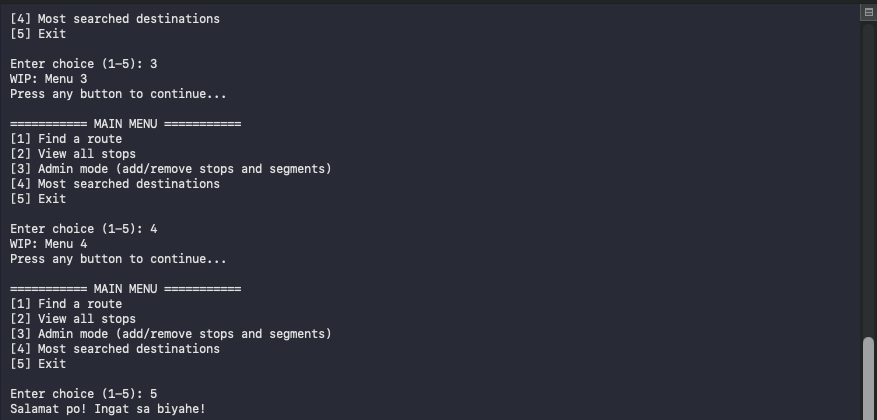 [4] Most searched destinations
[5] Exit
Enter choice (1–5): 3
WIP: Menu 3
Press any button to continue...
=========== MAIN MENU ===========
[1] Find a route
[2] View all stops
[3] Admin mode (add/remove stops and segments)
[4] Most searched destinations
[5] Exit
Enter choice (1–5): 4
WIP: Menu 4
Press any button to continue...
=========== MAIN MENU ===========
[1] Find a route
[2] View all stops
[3] Admin mode (add/remove stops and segments)
[4] Most searched destinations
[5] Exit
Enter choice (1–5): 5
Salamat po! Ingat sa biyahe!